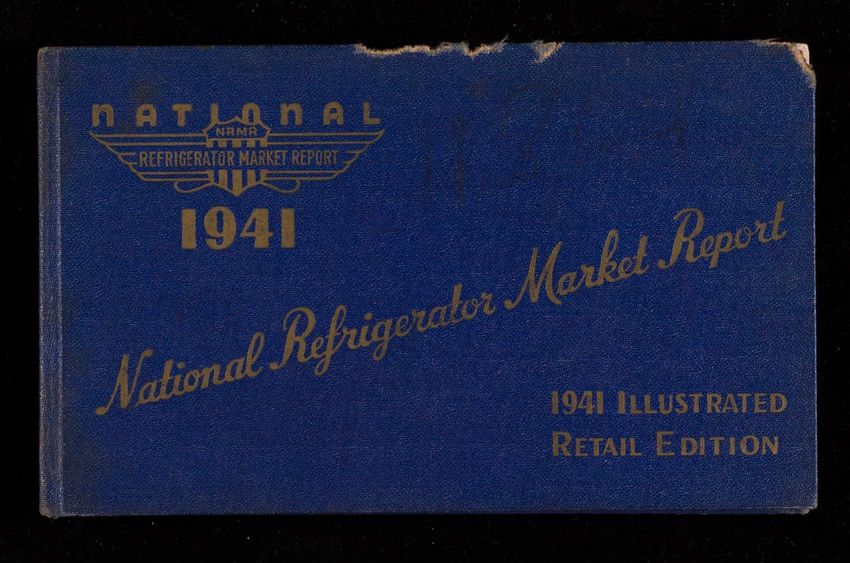 NATIONAL
NRMR
REFRIGERATOR MARKET REPORT
1941
National Refrigerator Market Report
1941 ILLUSTRATED
RETAIL EDITION